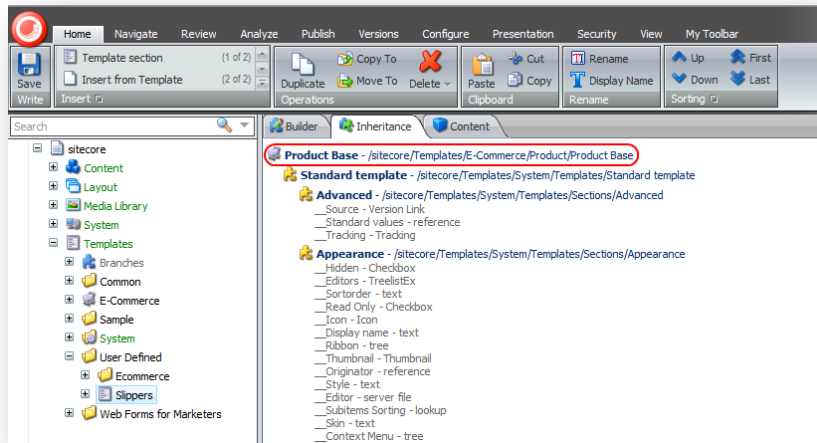 Home Navigate Review Analyze Publish Versions Configure Presentation Security View My Toolbar
Save
Write
Template section (1 of 2)
Insert from Template (2 of 2)
Insert
Duplicate
Copy To
Move To
Delete
Operations
Paste
Cut
Copy
Clipboard
Rename
Display Name
Rename
Up First
Down Last
Sorting
Search
sitecore
Content
Layout
Media Library
System
Templates
Branches
Common
E-Commerce
Sample
System
User Defined
Ecommerce
Slippers
Web Forms for Marketers
Builder Inheritance Content
Product Base - /sitecore/Templates/E-Commerce/Product/Product Base
Standard template - /sitecore/Templates/System/Templates/Standard template
Advanced - /sitecore/Templates/System/Templates/Sections/Advanced
__Source - Version Link
__Standard values - reference
__Tracking - Tracking
Appearance - /sitecore/Templates/System/Templates/Sections/Appearance
__Hidden - Checkbox
__Editors - TreelistEx
__Sortorder - text
__Read Only - Checkbox
__Icon - Icon
__Display name - text
__Ribbon - tree
__Thumbnail - Thumbnail
__Originator - reference
__Style - text
__Editor - server file
__Subitems Sorting - lookup
__Skin - text
__Context Menu - tree